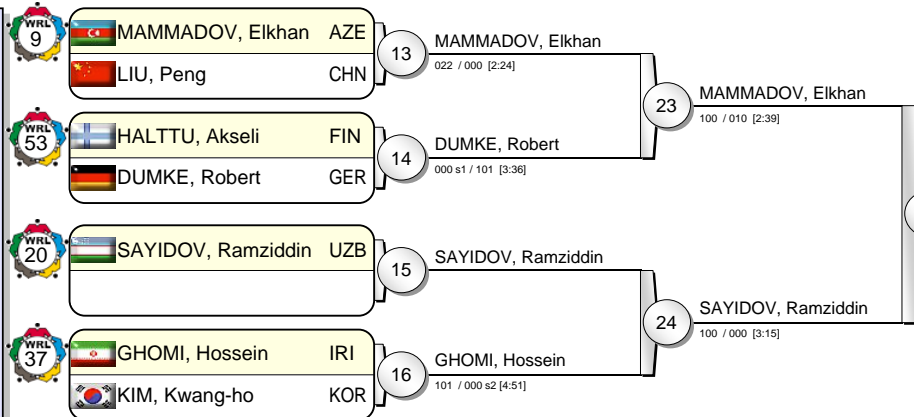 WRL
9
MAMMADOV, Elkhan AZE
LIU, Peng CHN
13
MAMMADOV, Elkhan
022 / 000 [2:24]
WRL
53
HALTTU, Akseli FIN
DUMKE, Robert GER
14
DUMKE, Robert
000 s1 / 101 [3:36]
23
MAMMADOV, Elkhan
100 / 010 [2:39]
WRL
20
SAYIDOV, Ramziddin UZB
15
SAYIDOV, Ramziddin
WRL
37
GHOMI, Hossein IRI
KIM, Kwang-ho KOR
16
GHOMI, Hossein
101 / 000 s2 [4:51]
24
SAYIDOV, Ramziddin
100 / 000 [3:15]